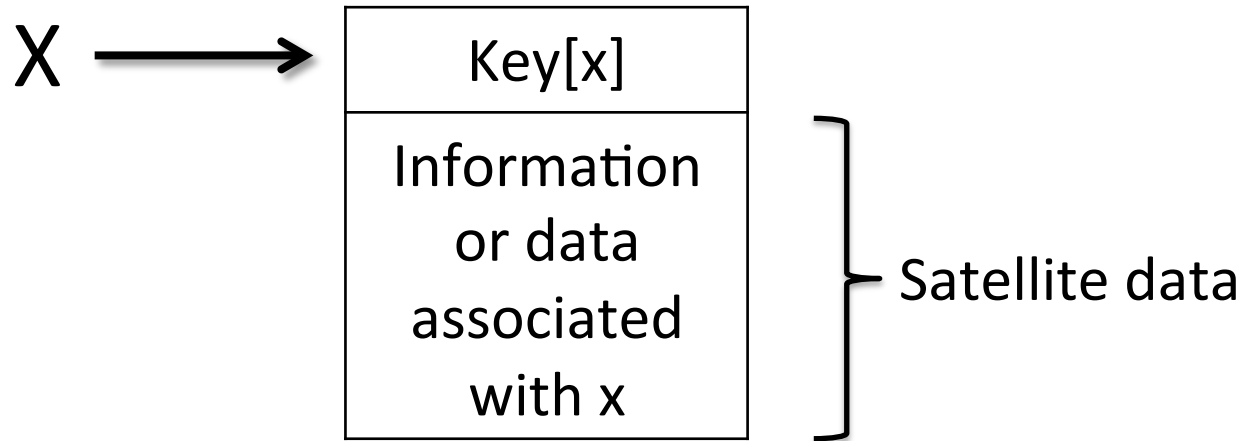 X
Key[x]
Information
or data
associated
with x
Satellite data